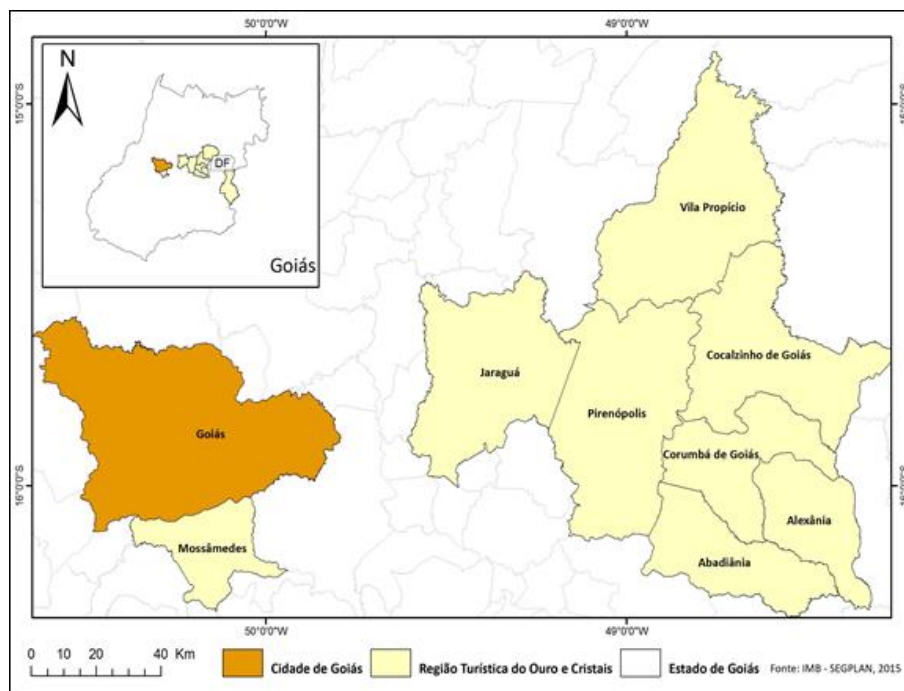 50°0'0"W 49°0'0"W
N
15°0'0"S
15°0'0"S
DF
Goiás
Vila Propício
Cocalzinho de Goiás
Jaraguá
Pirenópolis
Goiás
Corumbá de Goiás
16°0'0"S
16°0'0"S
Alexânia
Mossâmedes
Abadiânia
50°0'0"W 49°0'0"W
0 10 20 40 Km
Cidade de Goiás Região Turística do Ouro e Cristais Estado de Goiás Fonte: IMB - SEGPLAN, 2015